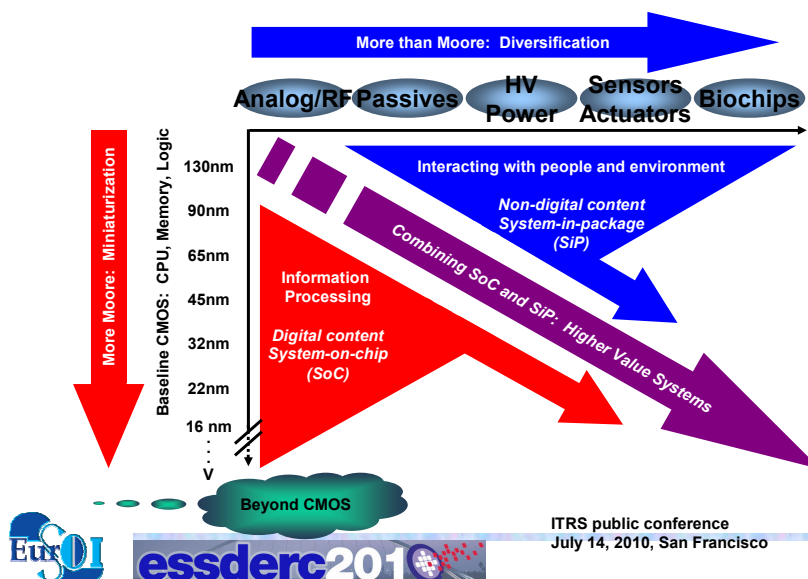 More than Moore: Diversification
Analog/RF
Passives
HV
Power
Sensors
Actuators
Biochips
More Moore: Miniaturization
Baseline CMOS: CPU, Memory, Logic
130nm
90nm
65nm
45nm
32nm
22nm
16 nm
V
Interacting with people and environment
Non-digital content
System-in-package
(SiP)
Combining SoC and SiP: Higher Value Systems
Information
Processing
Digital content
System-on-chip
(SoC)
Beyond CMOS
ITRS public conference
July 14, 2010, San Francisco
EurSOI
essderc2010